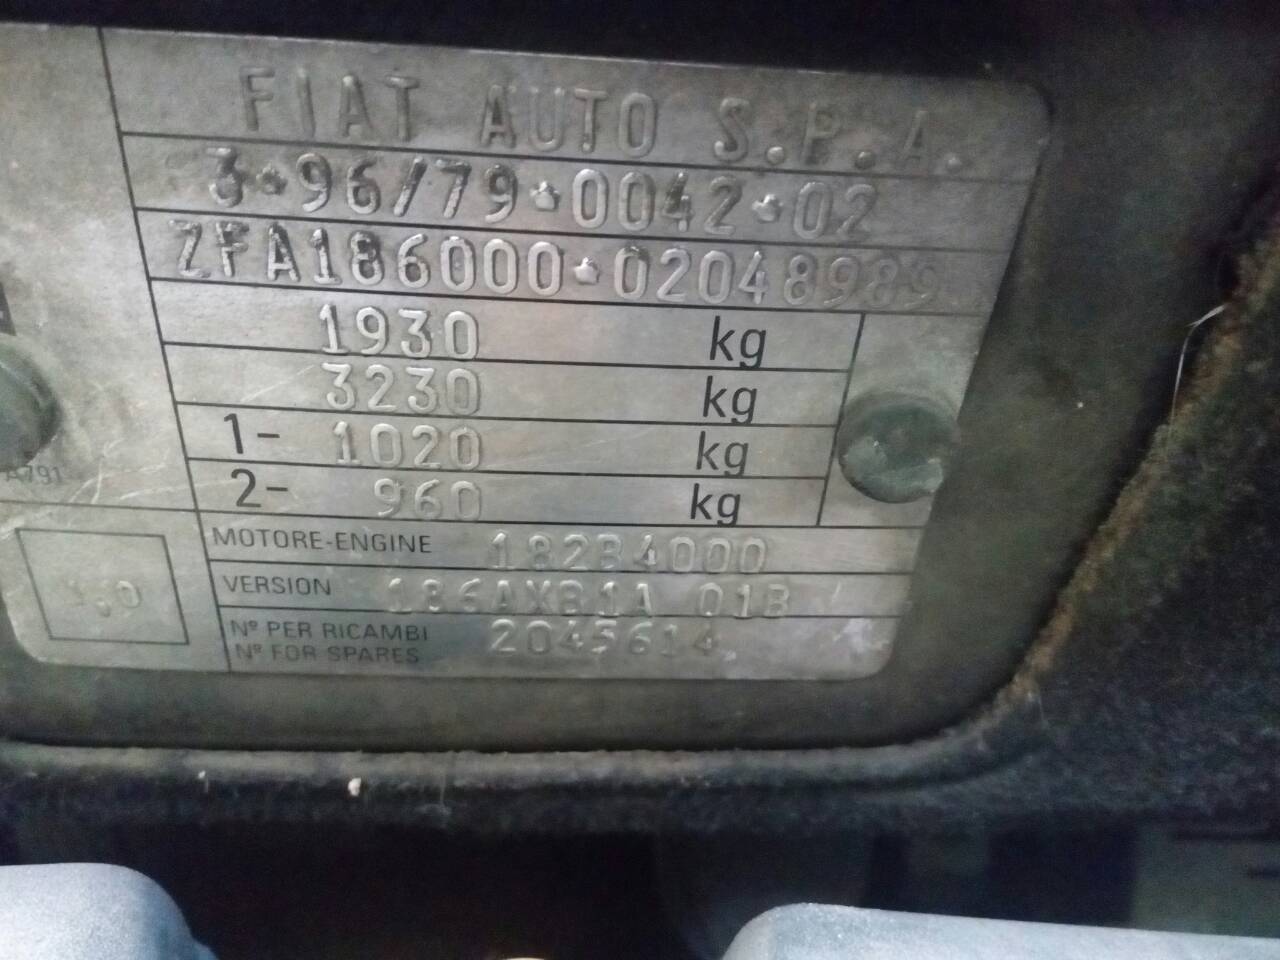 FIAT AUTO S.P.A.
3*96/79*0042*02
ZFA186000*02048989
1930 kg
3230 kg
1- 1020 kg
2- 960 kg
A791
MOTORE-ENGINE 182B4000
VERSION 186AXB1A 01B
Nº PER RICAMBI 2045614
Nº FOR SPARES